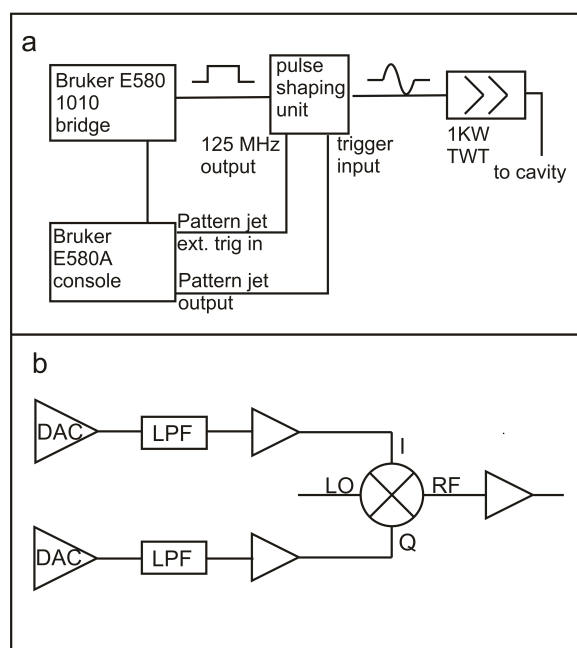 a
Bruker E580
1010
bridge
pulse
shaping
unit
1KW
TWT
to cavity
125 MHz
output
trigger
input
Bruker
E580A
console
Pattern jet
ext. trig in
Pattern jet
output
b
DAC
LPF
I
LO
RF
Q
DAC
LPF